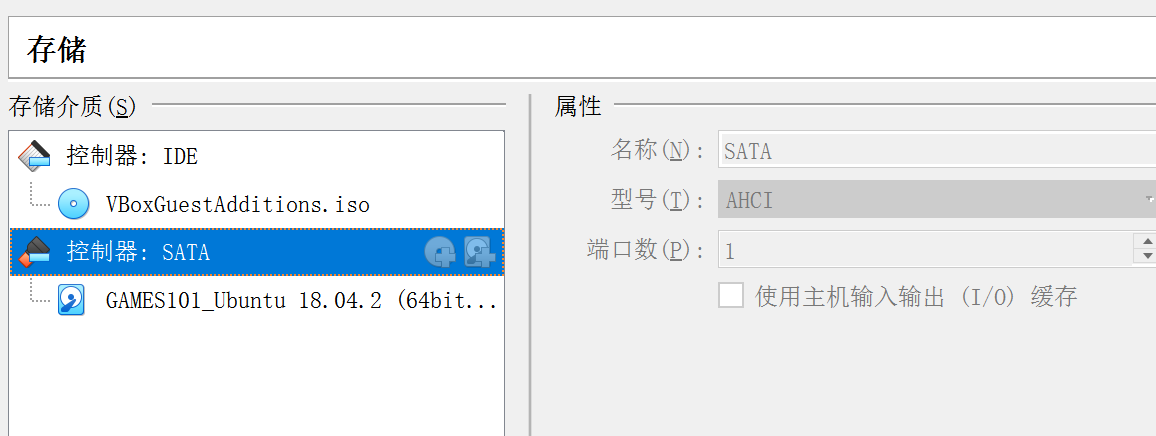 存储
存储介质(S)
控制器: IDE
VBoxGuestAdditions.iso
控制器: SATA
GAMES101_Ubuntu 18.04.2 (64bit...
属性
名称(N): SATA
型号(T): AHCI
端口数(P): 1
使用主机输入输出 (I/O) 缓存